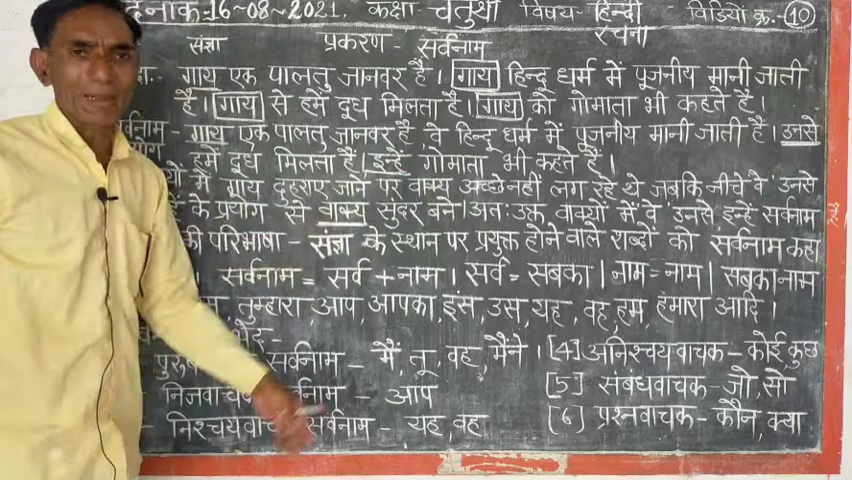 दिनांक:-16-08-2021, कक्षा चतुर्थी विषय- हिन्दी विडियों क्र.- 10
रचना
संज्ञा प्रकरण - सर्वनाम
गाय एक पालतु जानवर है। गाय हिन्दू धर्म में पूजनीय मानी जाती
है। गाय से हमें दूध मिलता है। गाय को गोमाता भी कहते है।
गाय एक पालतु जानवर है वे हिन्दू धर्म में पूजनीय मानी जाती है। उनसे
हमें दूध मिलता है। इन्हें गोमाता भी कहते हैं।
में गाय दुहराए जाने पर वाक्य अच्छे नहीं लग रहे थे जबकि नीचे वे उनसे
के प्रयोग से वाक्य सुंदर बने। अतः उक्त वाक्यों में वे उनसे इन्हें सर्वनाम है
की परिभाषा - संज्ञा के स्थान पर प्रयुक्त होने वाले शब्दों को सर्वनाम कहा
सर्वनाम = सर्व + नाम। सर्व = सबका। नाम = नाम। सबका नाम
तुम्हारा, आप, आपका, इस, उस, यह, वह, हम, हमारा आदि।
भेद -
सर्वनाम - मैं, तू, वह, मैंने। [4] अनिश्चयवाचक - कोई कुछ
सर्वनाम - आप [5] संबंधवाचक - जो, सो
सर्वनाम - यह, वह [6] प्रश्नवाचक - कौन, क्या